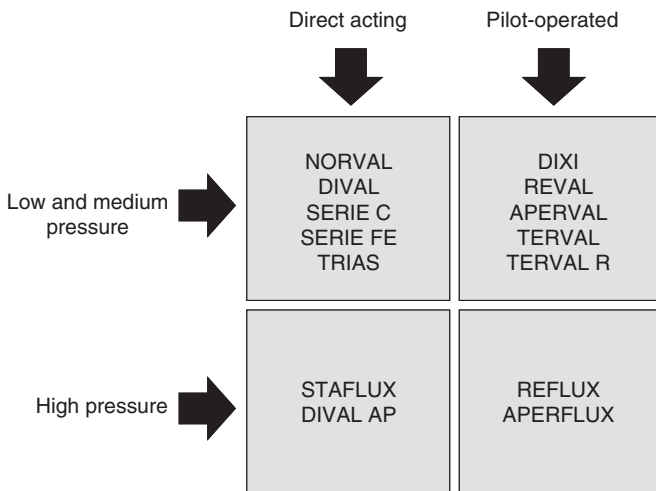 Direct acting
Pilot-operated
Low and medium
pressure
NORVAL
DIVAL
SERIE C
SERIE FE
TRIAS
DIXI
REVAL
APERVAL
TERVAL
TERVAL R
High pressure
STAFLUX
DIVAL AP
REFLUX
APERFLUX